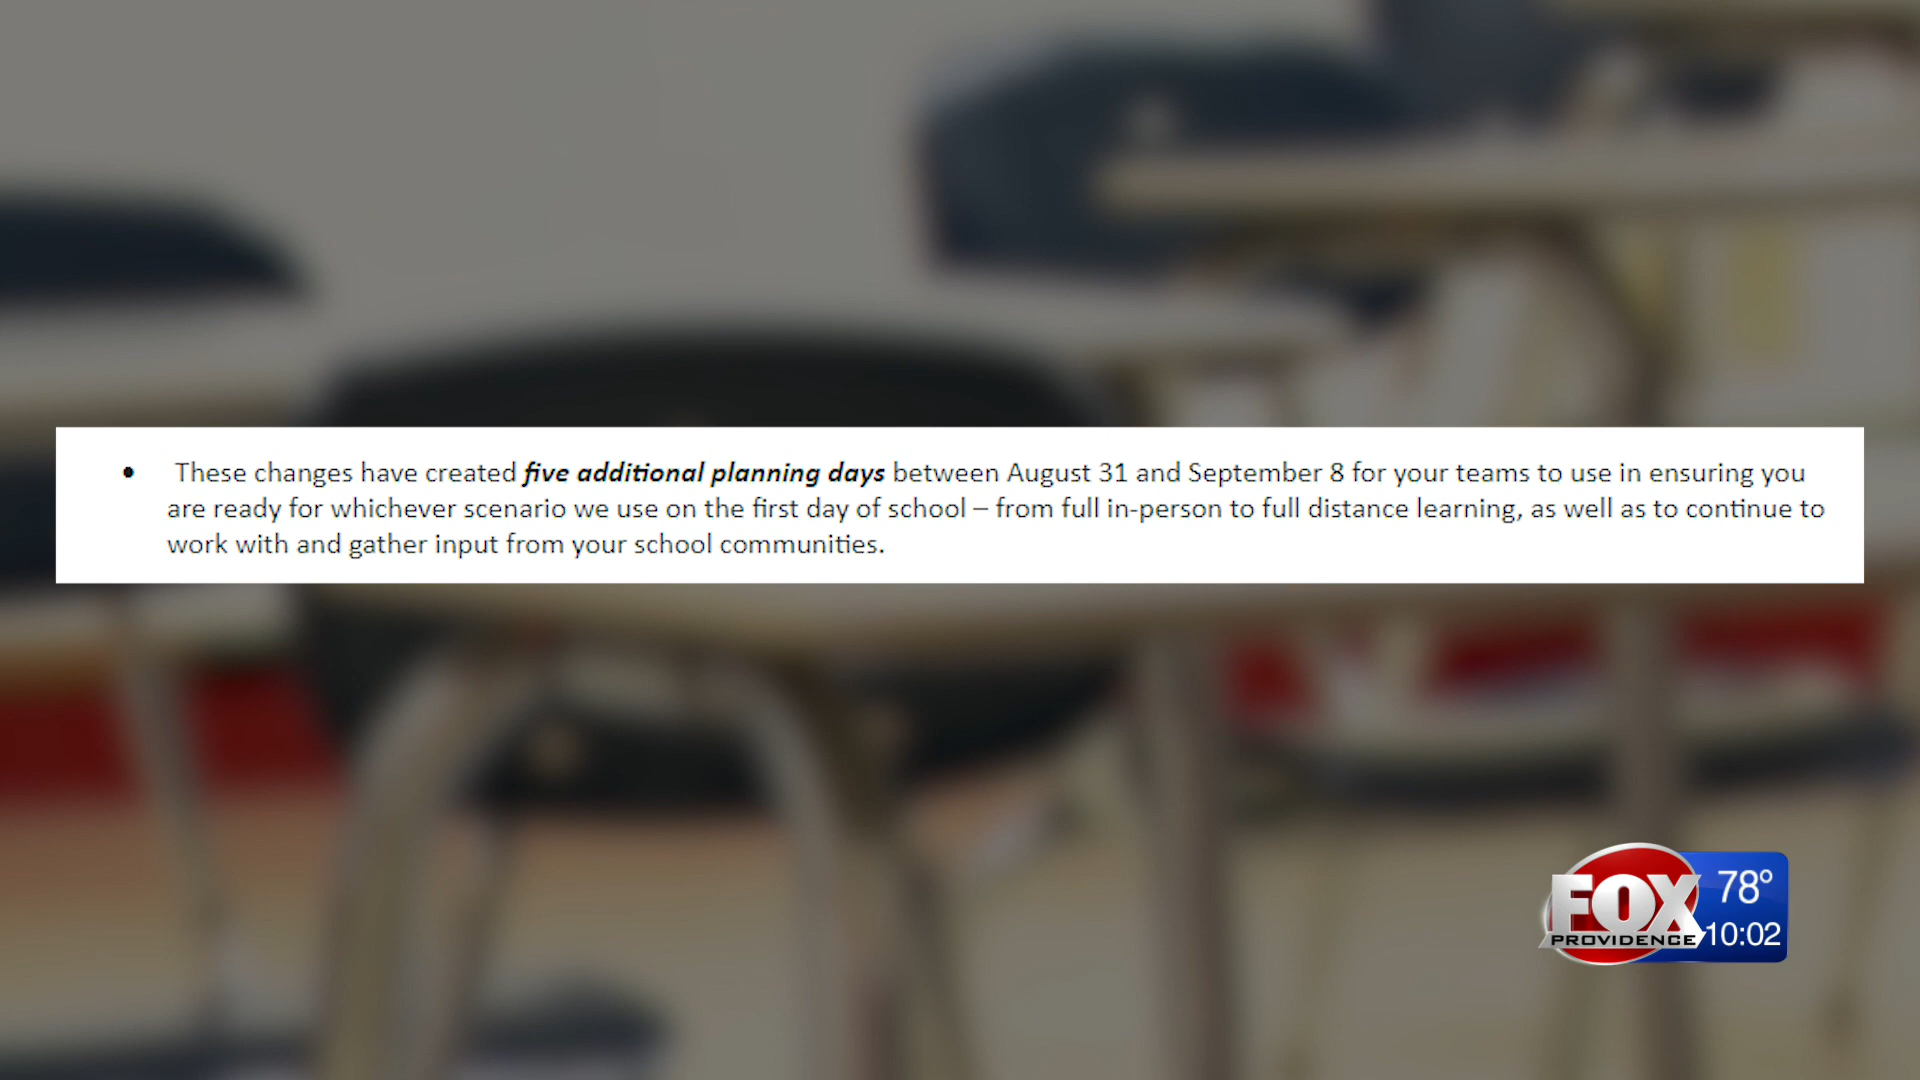 • These changes have created five additional planning days between August 31 and September 8 for your teams to use in ensuring you
are ready for whichever scenario we use on the first day of school – from full in-person to full distance learning, as well as to continue to
work with and gather input from your school communities.
FOX
PROVIDENCE
78°
10:02